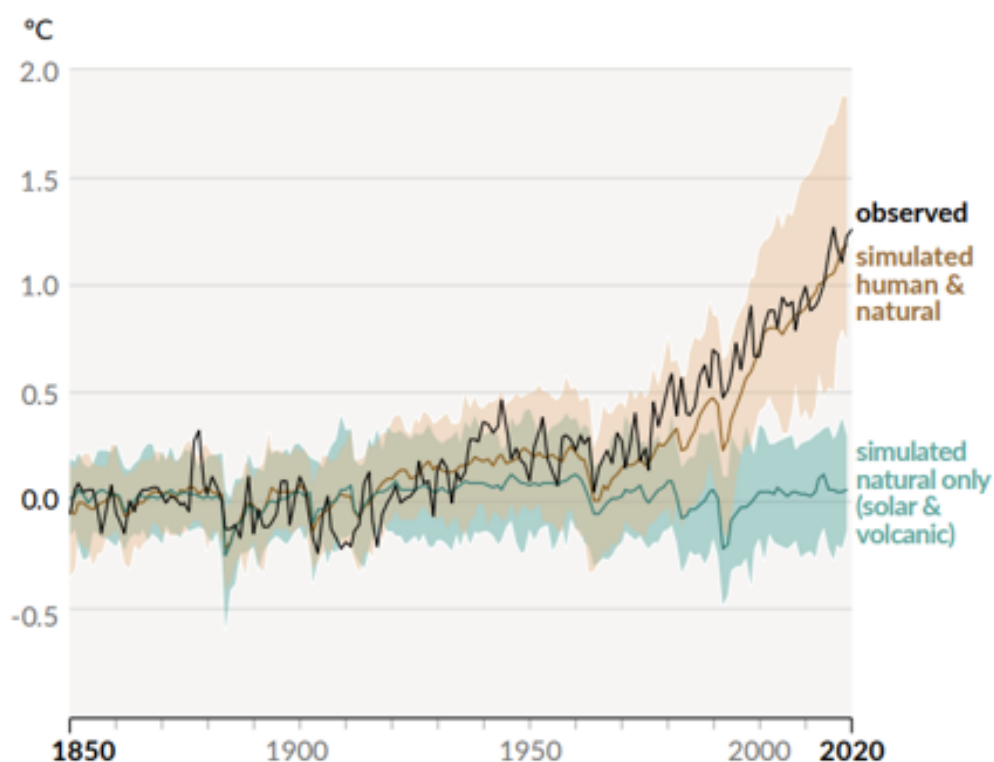 °C
2.0
1.5
1.0
0.5
0.0
-0.5
observed
simulated
human &
natural
simulated
natural only
(solar &
volcanic)
1850 1900 1950 2000 2020